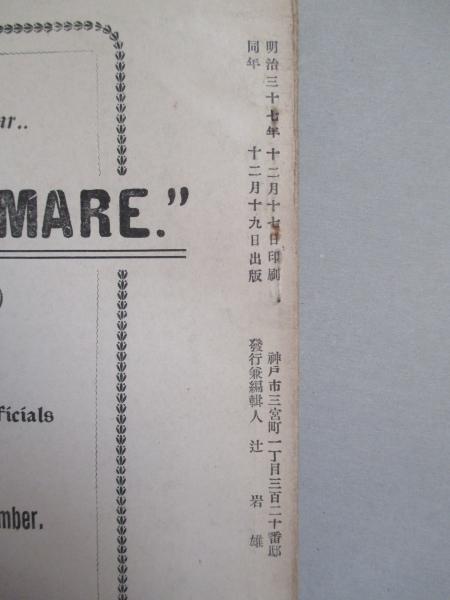 ar..
MARE.”
)
ficials
mber.
明治三十七年十二月十七日印刷
同年 十二月十九日出版
神戸市三宮町一丁目三百二十番邸
發行兼編輯人 辻 岩雄